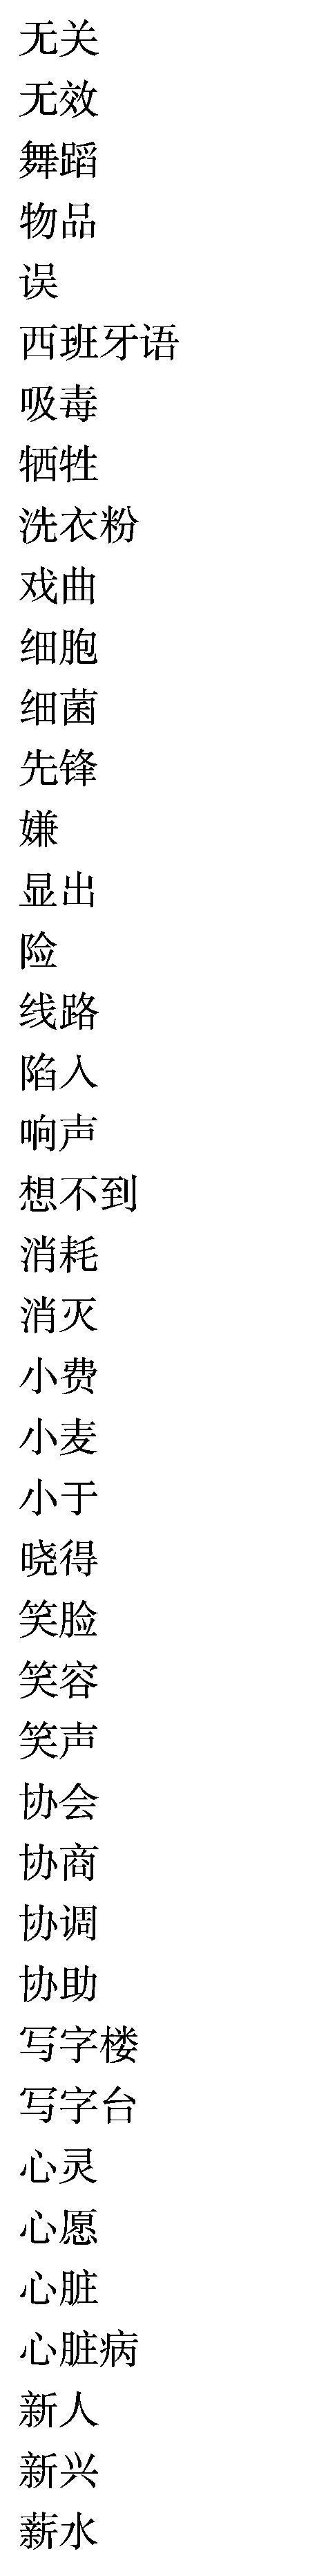 无关
无效
舞蹈
物品
误
西班牙语
吸毒
牺牲
洗衣粉
戏曲
细胞
细菌
先锋
嫌
显出
险
线路
陷入
响声
想不到
消耗
消灭
小费
小麦
小于
晓得
笑脸
笑容
笑声
协会
协商
协调
协助
写字楼
写字台
心灵
心愿
心脏
心脏病
新人
新兴
薪水